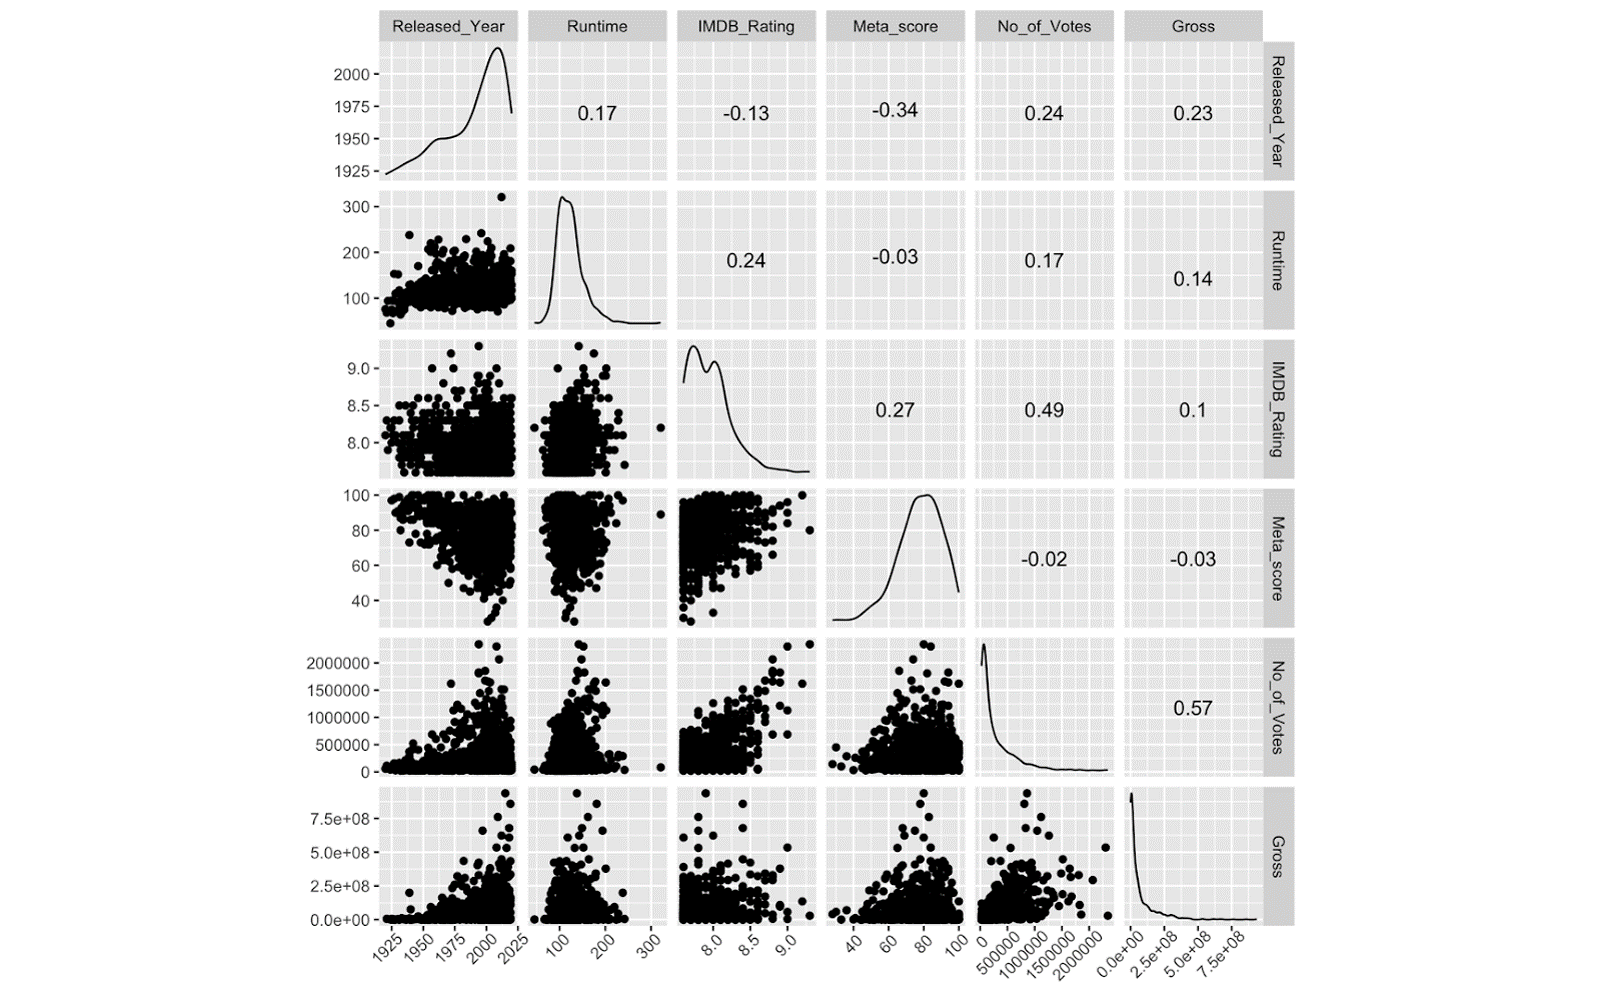 Released_Year Runtime IMDB_Rating Meta_score No_of_Votes Gross
2000
1975
1950
1925
0.17 -0.13 -0.34 0.24 0.23
Released_Year
300
200
100
0.24 -0.03 0.17 0.14
Runtime
9.0
8.5
8.0
0.27 0.49 0.1
IMDB_Rating
100
80
60
40
-0.02 -0.03
Meta_score
2000000
1500000
1000000
500000
0
0.57
No_of_Votes
7.5e+08
5.0e+08
2.5e+08
0.0e+00
Gross
1925 1950 1975 2000 2025 100 200 300 8.0 8.5 9.0 40 60 80 100 0 500000 1000000 1500000 2000000 0.0e+00 2.5e+08 5.0e+08 7.5e+08